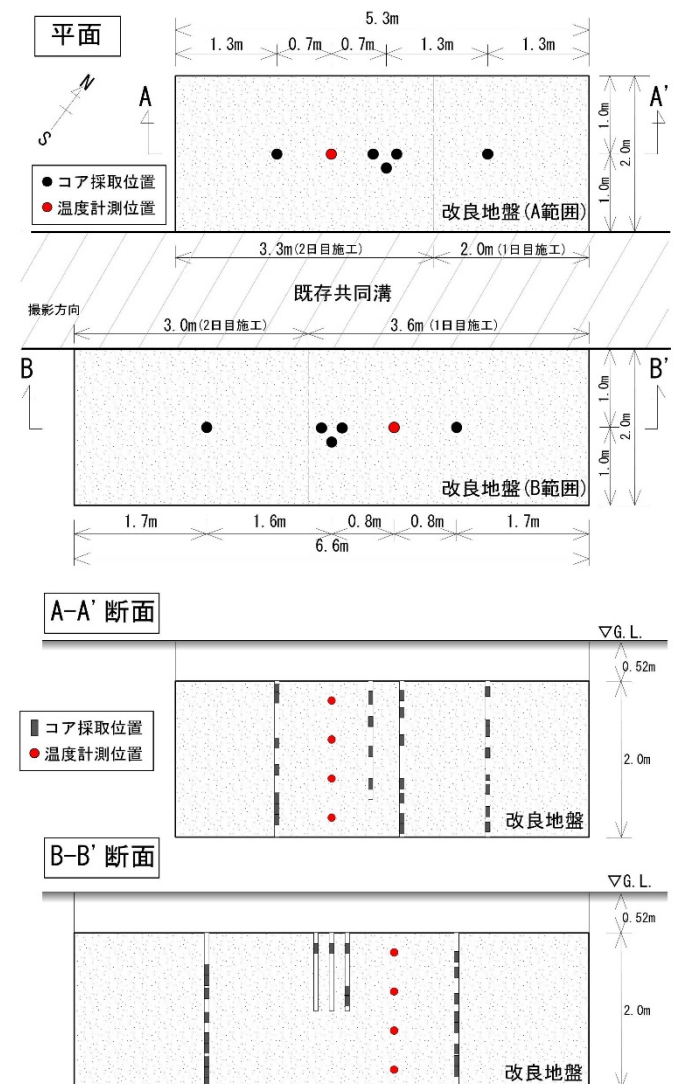 平面
5.3m
1.3m 0.7m 0.7m 1.3m 1.3m
N
S
A A'
● コア採取位置
● 温度計測位置
1.0m
1.0m
2.0m
改良地盤(A範囲)
3.3m(2日目施工) 2.0m(1日目施工)
既存共同溝
撮影方向
3.0m(2日目施工) 3.6m(1日目施工)
B B'
1.0m
1.0m
2.0m
改良地盤(B範囲)
1.7m 1.6m 0.8m 0.8m 1.7m
6.6m
A-A'断面
▽G.L.
0.52m
コア採取位置
● 温度計測位置
2.0m
改良地盤
B-B'断面
▽G.L.
0.52m
2.0m
改良地盤